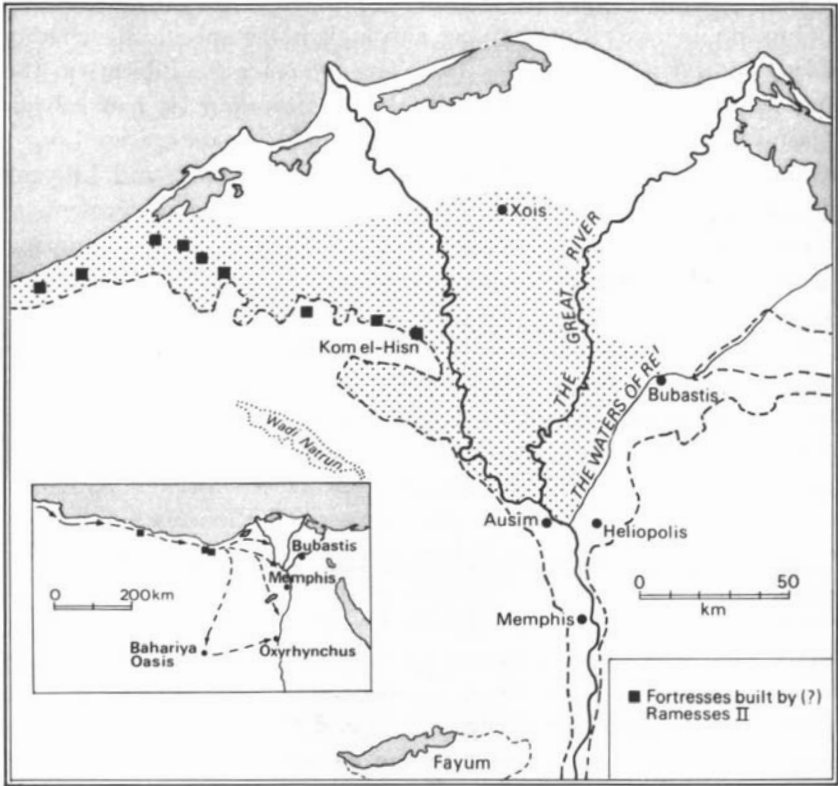 Xois
THE GREAT RIVER
Kom el-Hisn
THE WATERS OF RE'
Bubastis
Wadi Natrun
Ausim
Heliopolis
Bubastis
Memphis
0 200km
0 50
km
Memphis
Bahariya
Oasis
Oxyrhynchus
Fortresses built by (?)
Ramesses II
Fayum